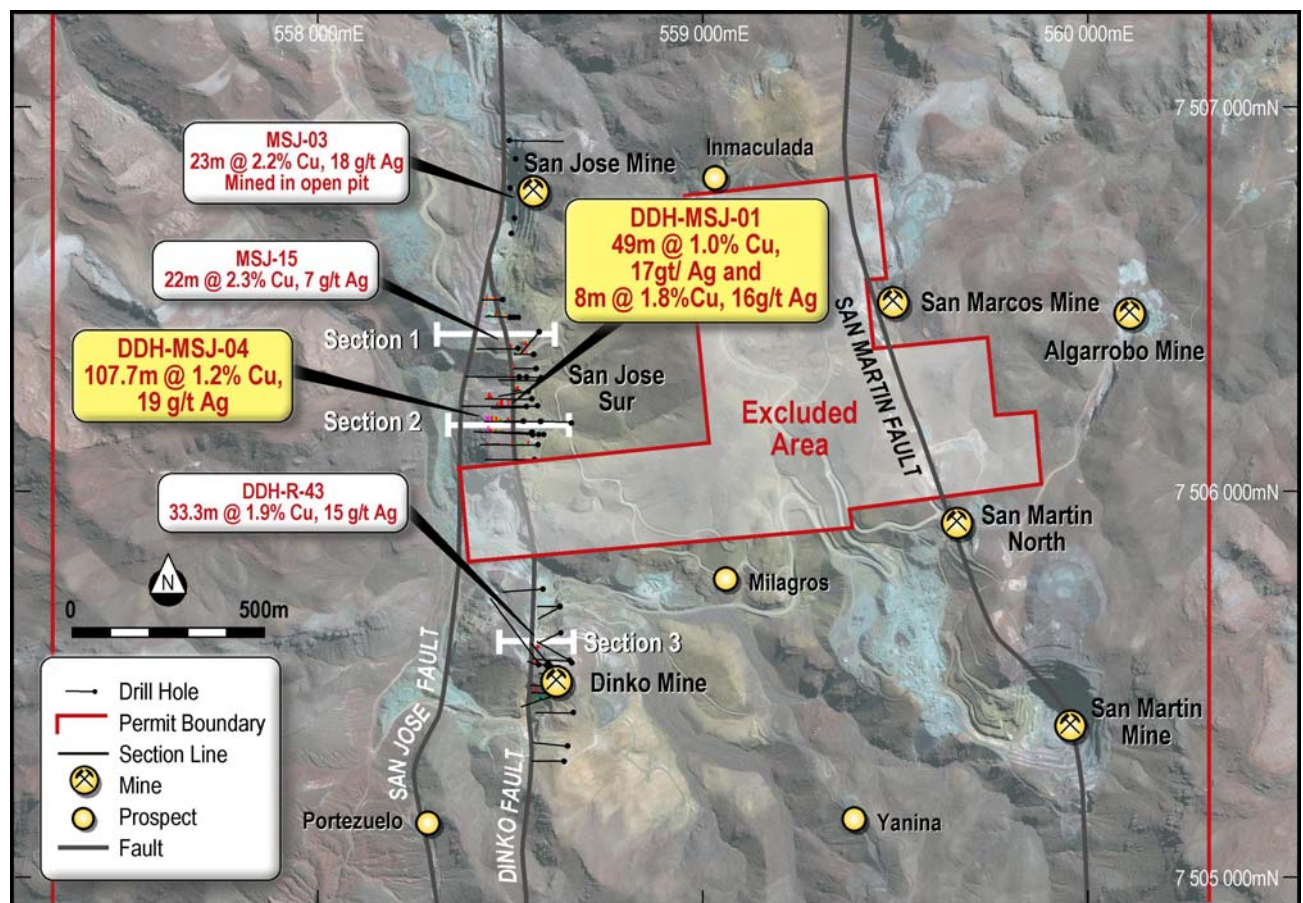 558 000mE
559 000mE
560 000mE
7 507 000mN
MSJ-03
23m @ 2.2% Cu, 18 g/t Ag
Mined in open pit
San Jose Mine
Inmaculada
DDH-MSJ-01
49m @ 1.0% Cu,
17gt/ Ag and
8m @ 1.8%Cu, 16g/t Ag
MSJ-15
22m @ 2.3% Cu, 7 g/t Ag
San Marcos Mine
Algarrobo Mine
SAN MARTIN FAULT
Section 1
DDH-MSJ-04
107.7m @ 1.2% Cu,
19 g/t Ag
San Jose
Sur
Section 2
Excluded
Area
DDH-R-43
33.3m @ 1.9% Cu, 15 g/t Ag
7 506 000mN
San Martin
North
Milagros
N
0
500m
Section 3
Dinko Mine
SAN JOSE FAULT
DINKO FAULT
San Martin
Mine
Drill Hole
Permit Boundary
Section Line
Mine
Prospect
Fault
Portezuelo
Yanina
7 505 000mN